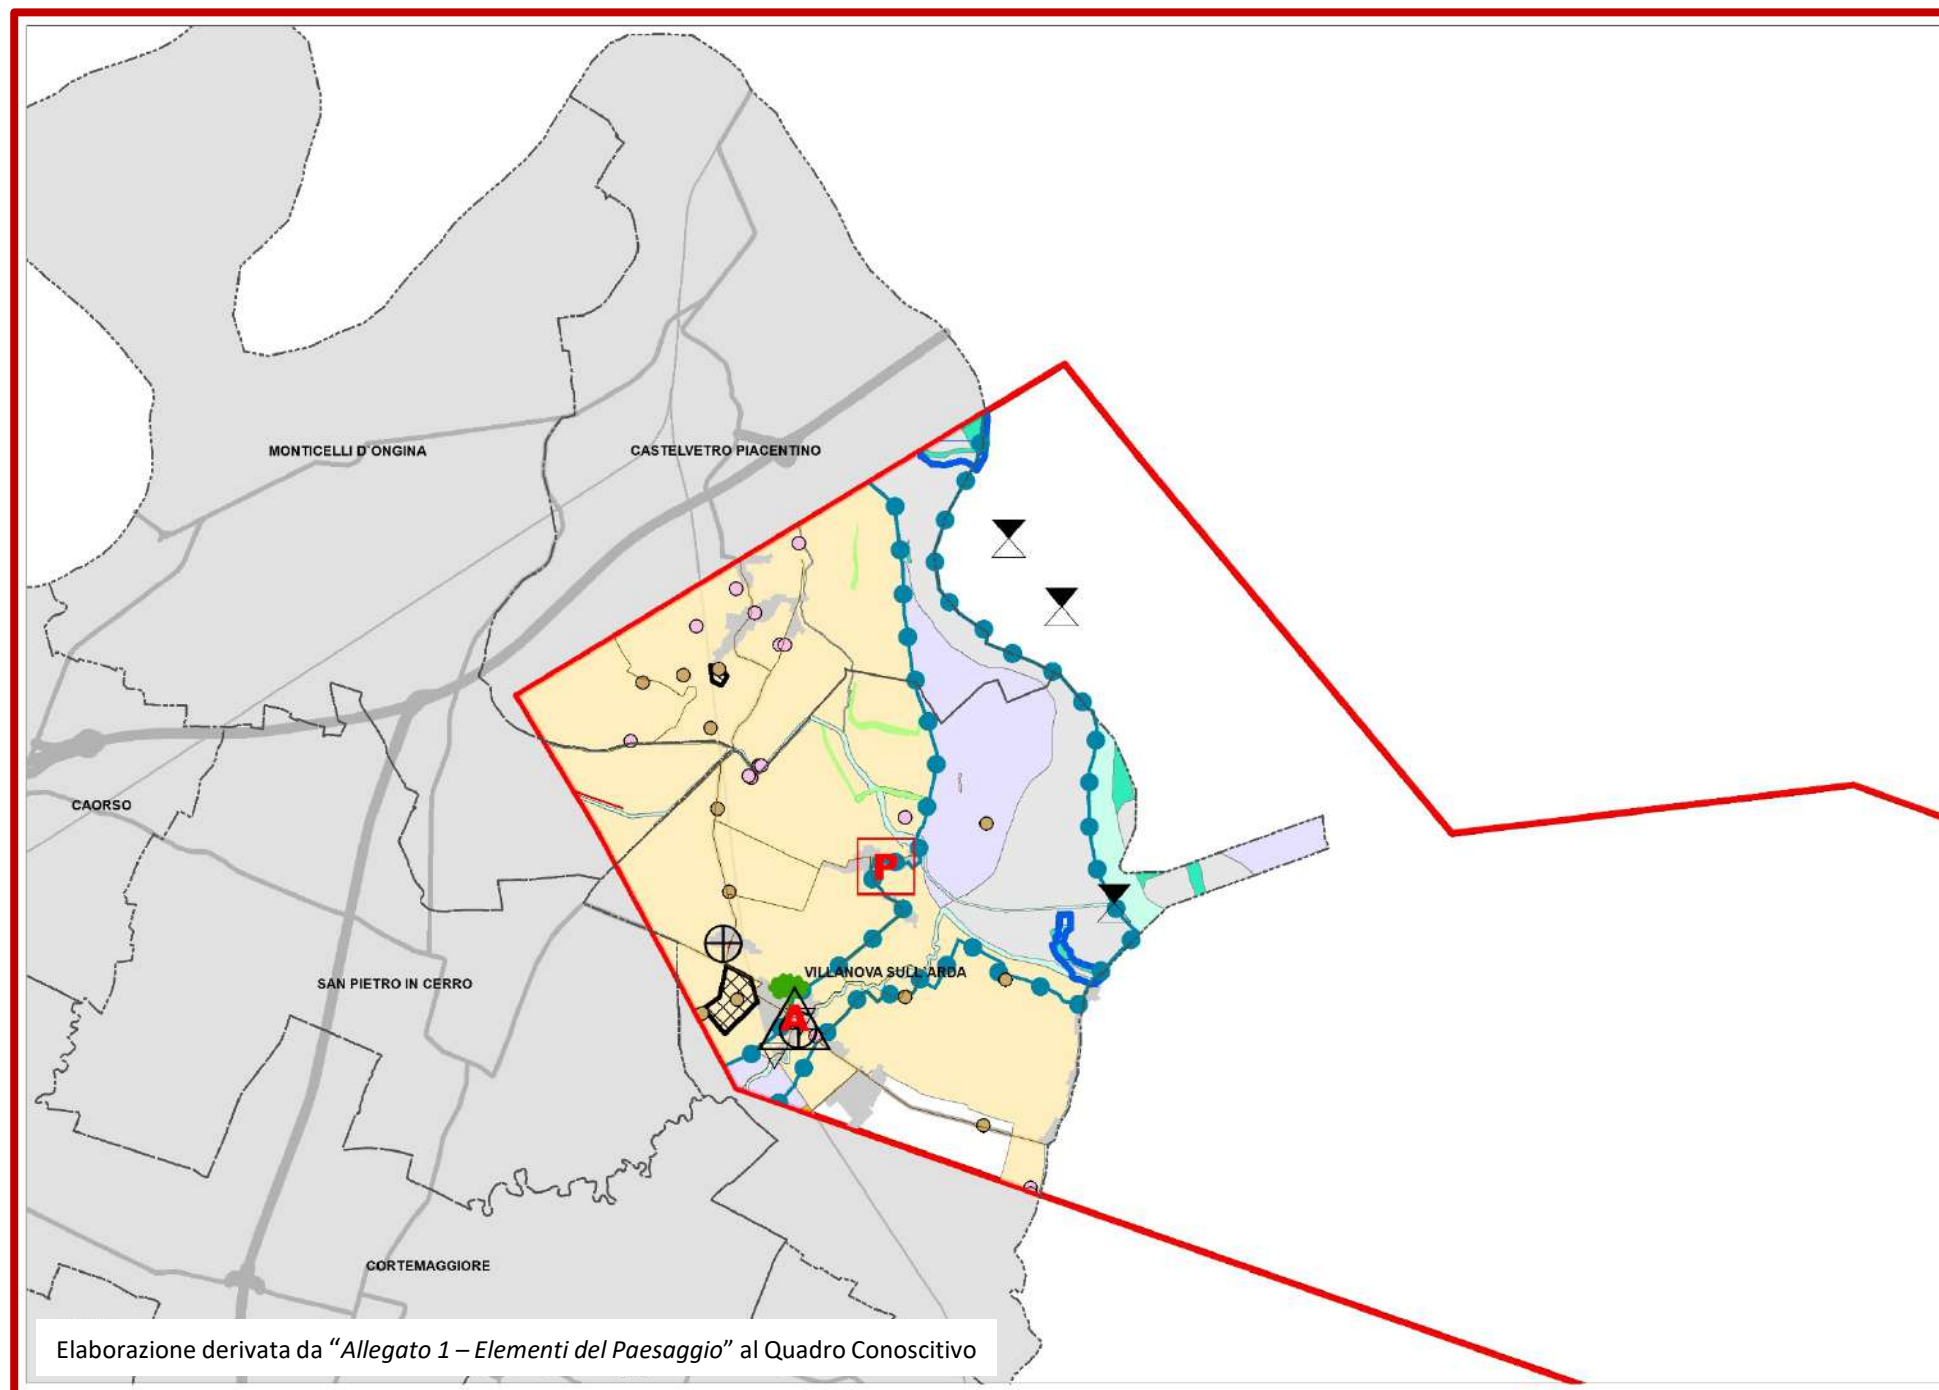 MONTICELLI D'ONGINA
CASTELVETRO PIACENTINO
CAORSO
P
VILLANOVA SULL'ARDA
SAN PIETRO IN CERRO
A
CORTEMAGGIORE
Elaborazione derivata da “Allegato 1 – Elementi del Paesaggio” al Quadro Conoscitivo